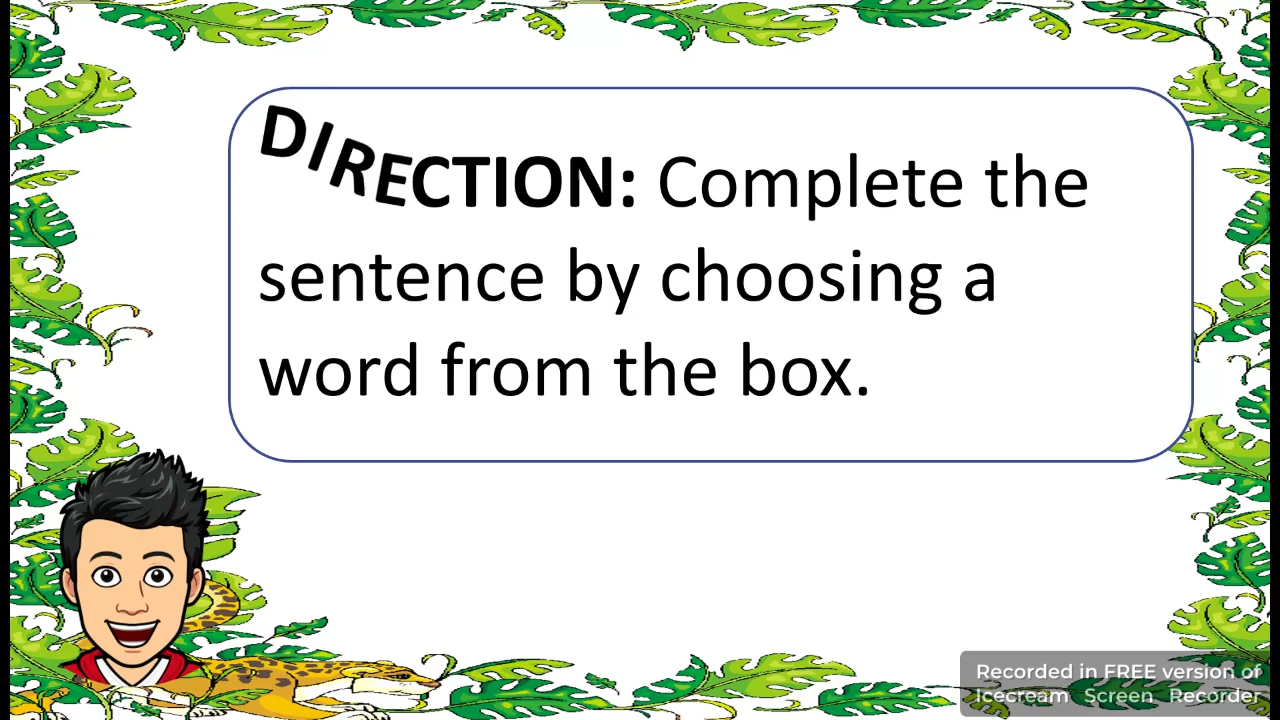 DIRECTION: Complete the
sentence by choosing a
word from the box.
Recorded in FREE version of
Icecream Screen Recorder